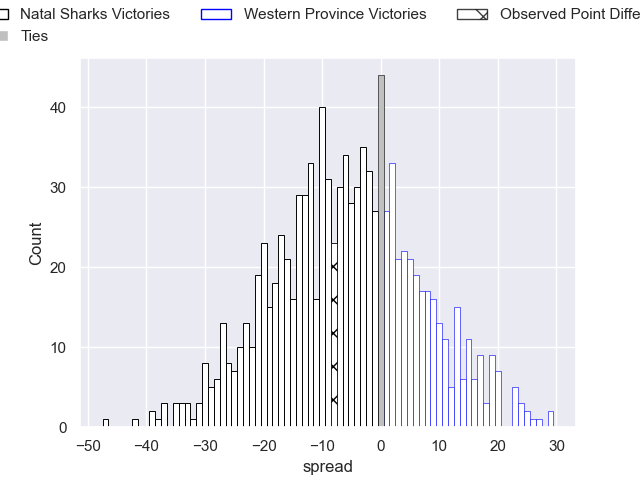 Natal Sharks Victories Western Province Victories Observed Point Diffe
Ties
Count
40
30
20
10
0
−50 −40 −30 −20 −10 0 10 20 30
spread